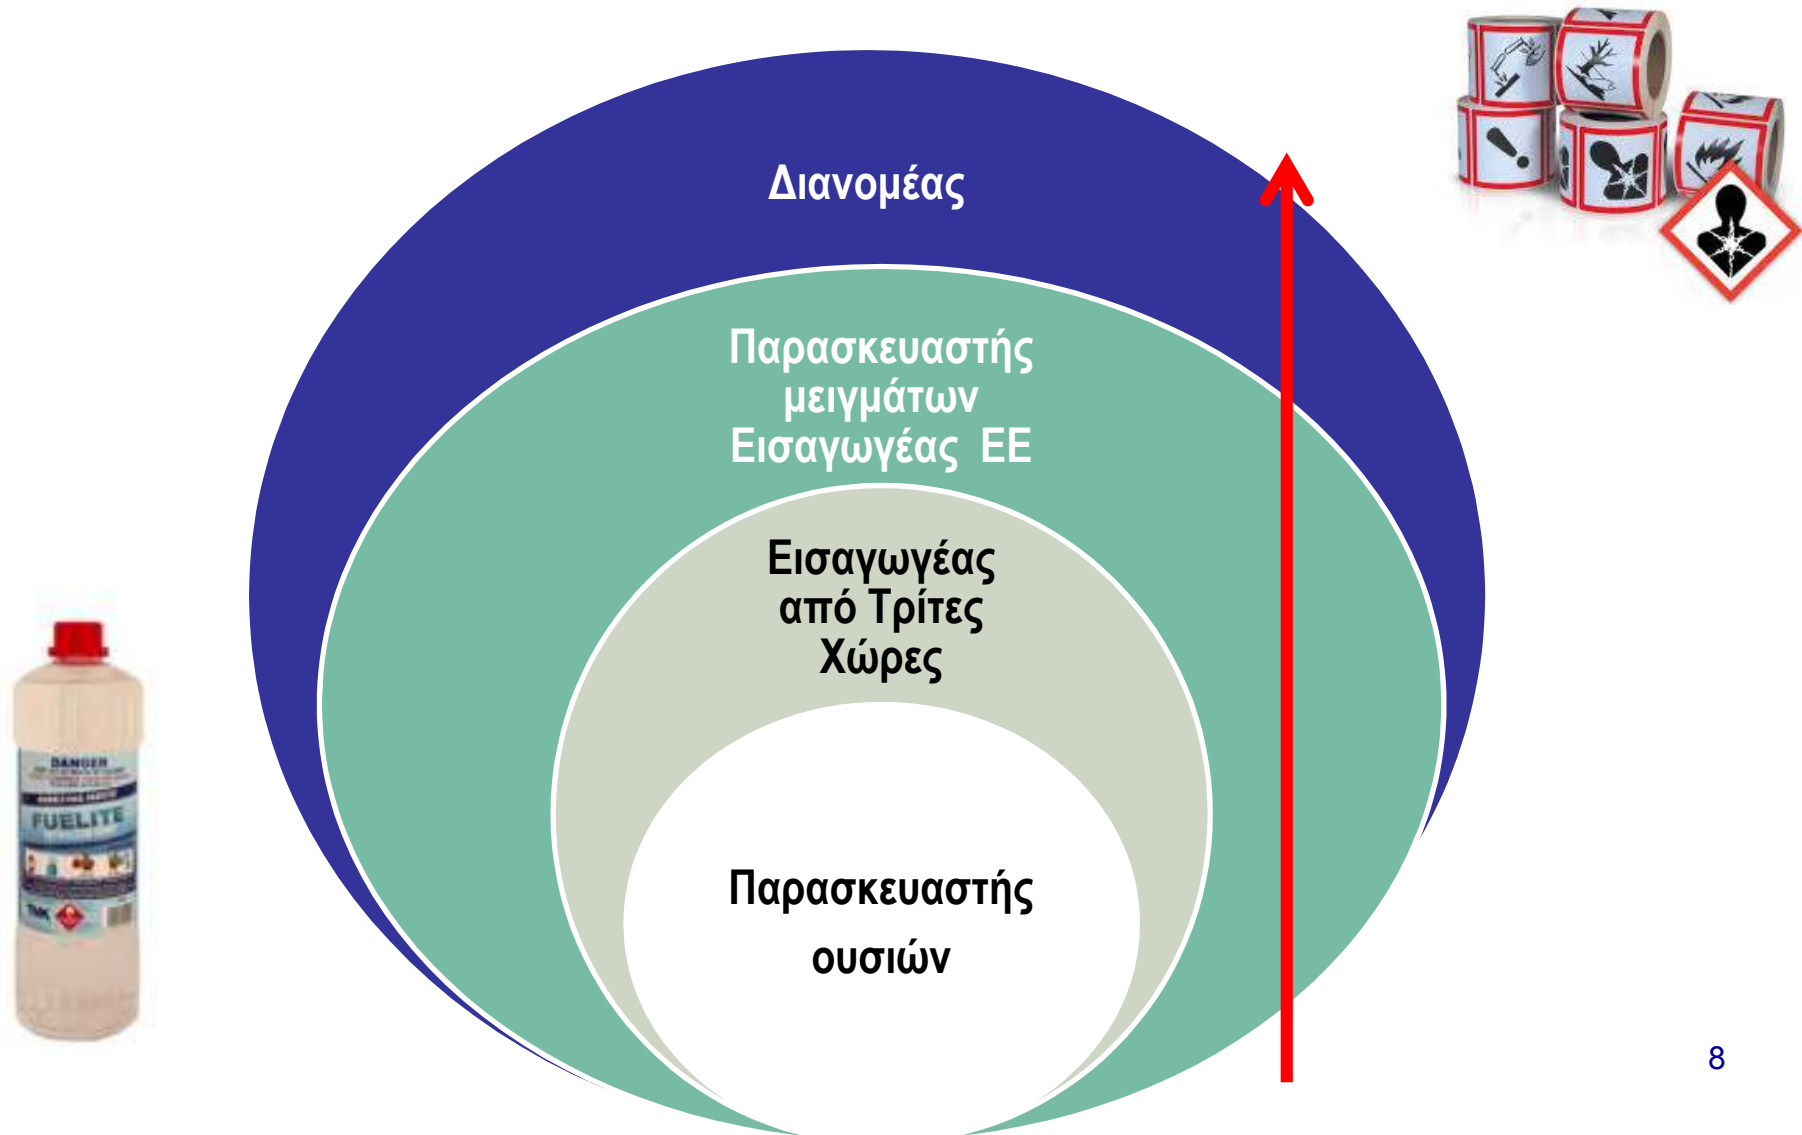 Διανομέας
Παρασκευαστής
μειγμάτων
Εισαγωγέας ΕΕ
Εισαγωγέας
από Τρίτες
Χώρες
Παρασκευαστής
ουσιών
DANGER
FUELITE
8